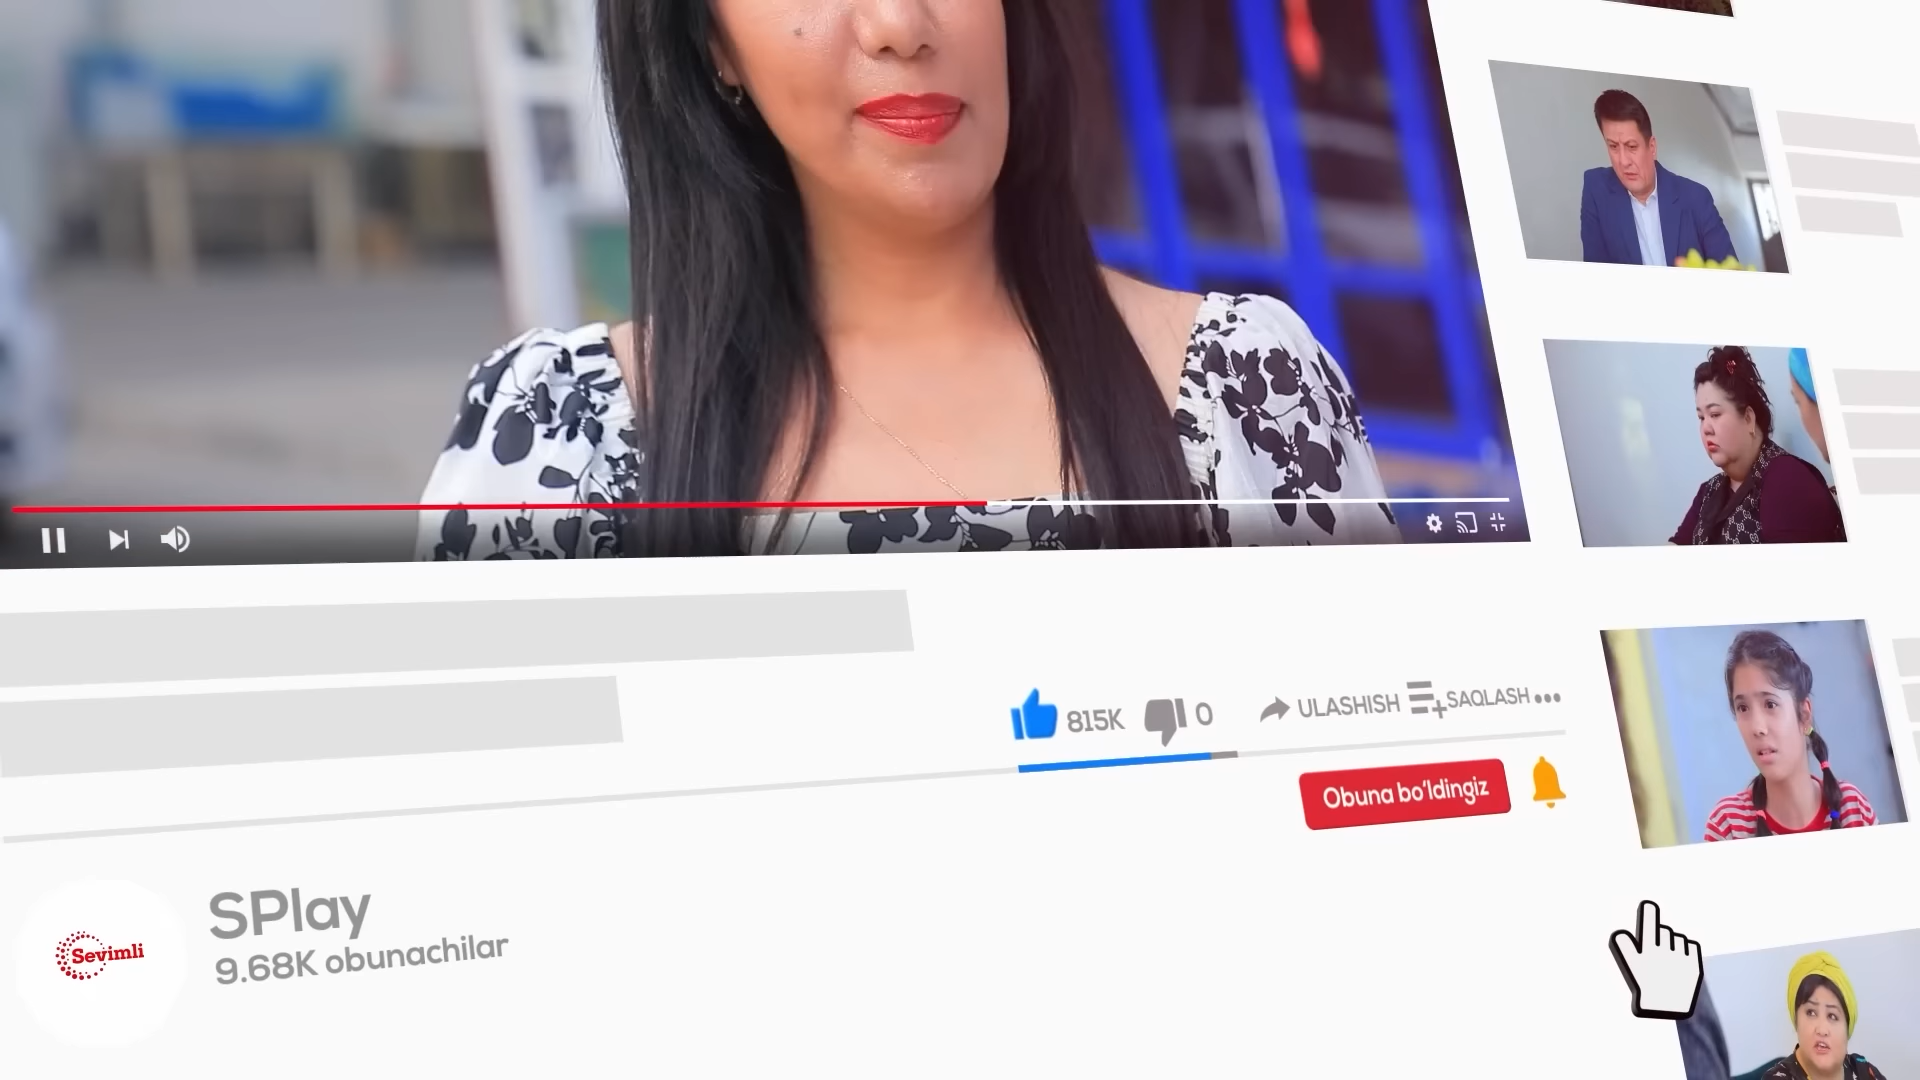 815K 0 ULASHISH SAQLASH
Obuna bo'ldingiz
Sevimli
SPlay
9.68K obunachilar